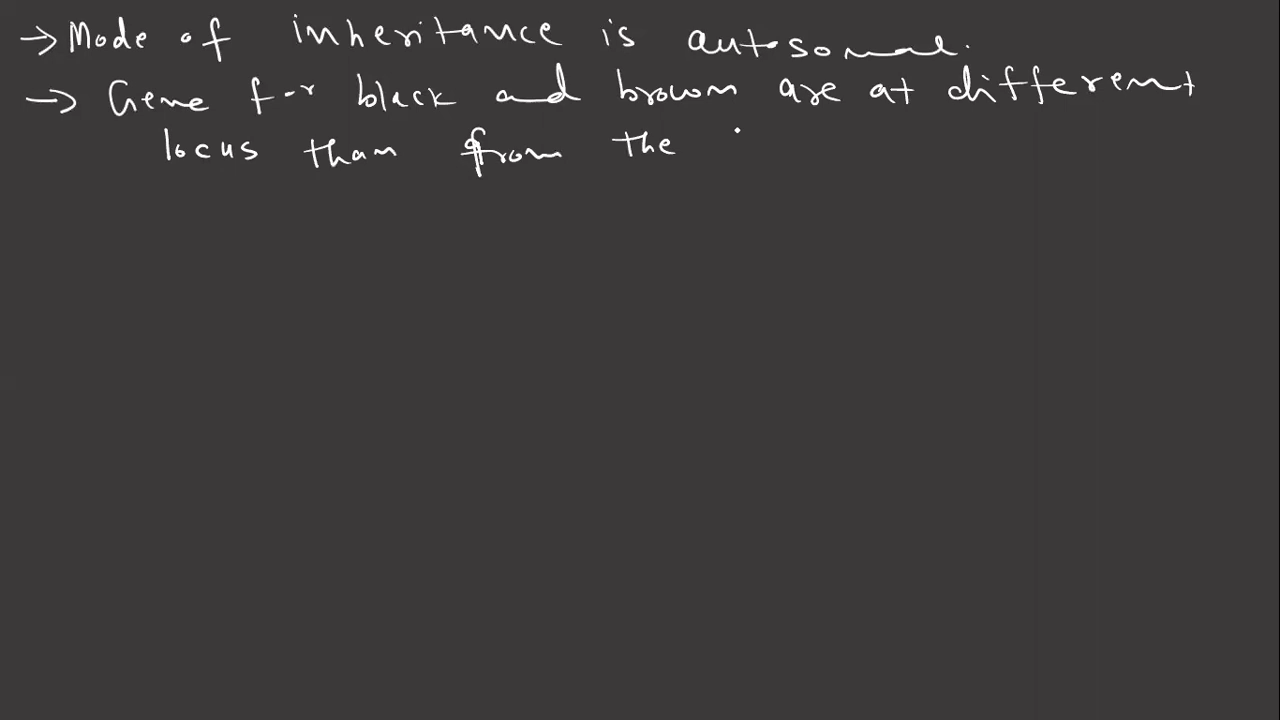 → Mode of inheritance is autosomal.
→ Gene for black and brown are at different
locus than from the